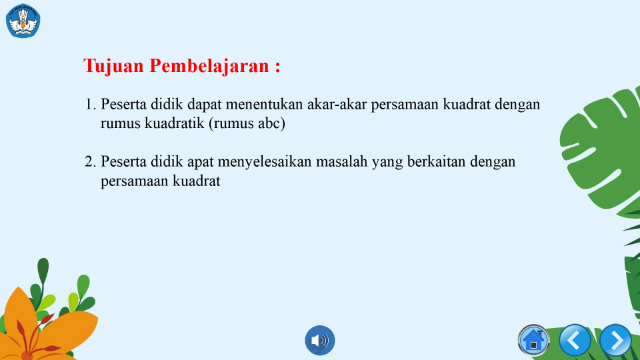 Tujuan Pembelajaran :
1. Peserta didik dapat menentukan akar-akar persamaan kuadrat dengan
rumus kuadratik (rumus abc)
2. Peserta didik apat menyelesaikan masalah yang berkaitan dengan
persamaan kuadrat